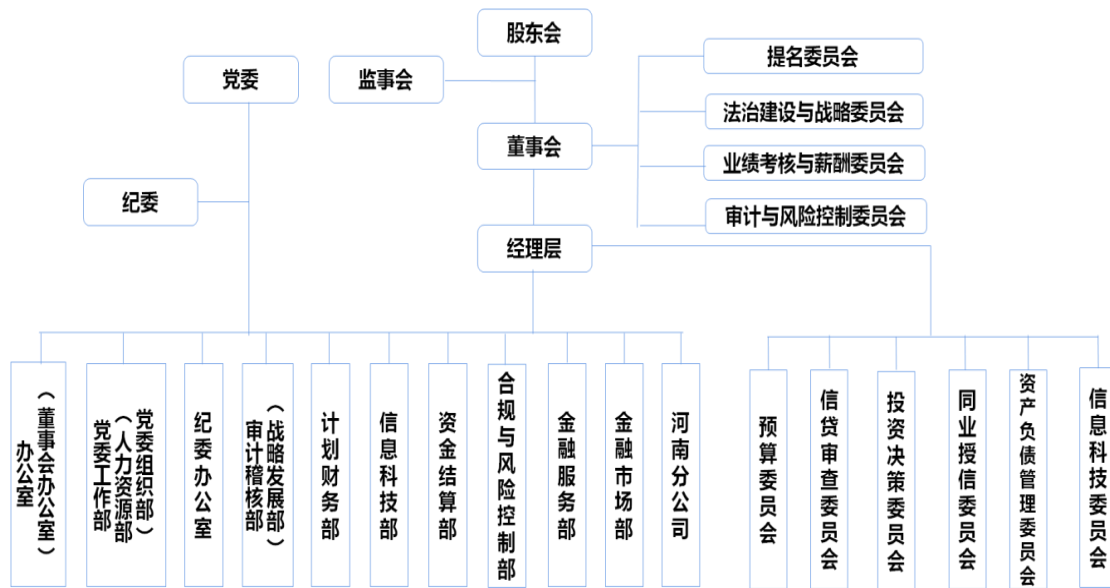 股东会
党委
监事会
提名委员会
法治建设与战略委员会
董事会
业绩考核与薪酬委员会
纪委
审计与风险控制委员会
经理层
办公室
（董事会办公室）
党委工作部
（人力资源部
党委组织部）
纪委办公室
审计稽核部
（战略发展部）
计划财务部
信息科技部
资金结算部
合规与风险控制部
金融服务部
金融市场部
河南分公司
预算委员会
信贷审查委员会
投资决策委员会
同业授信委员会
资产负债管理委员会
信息科技委员会